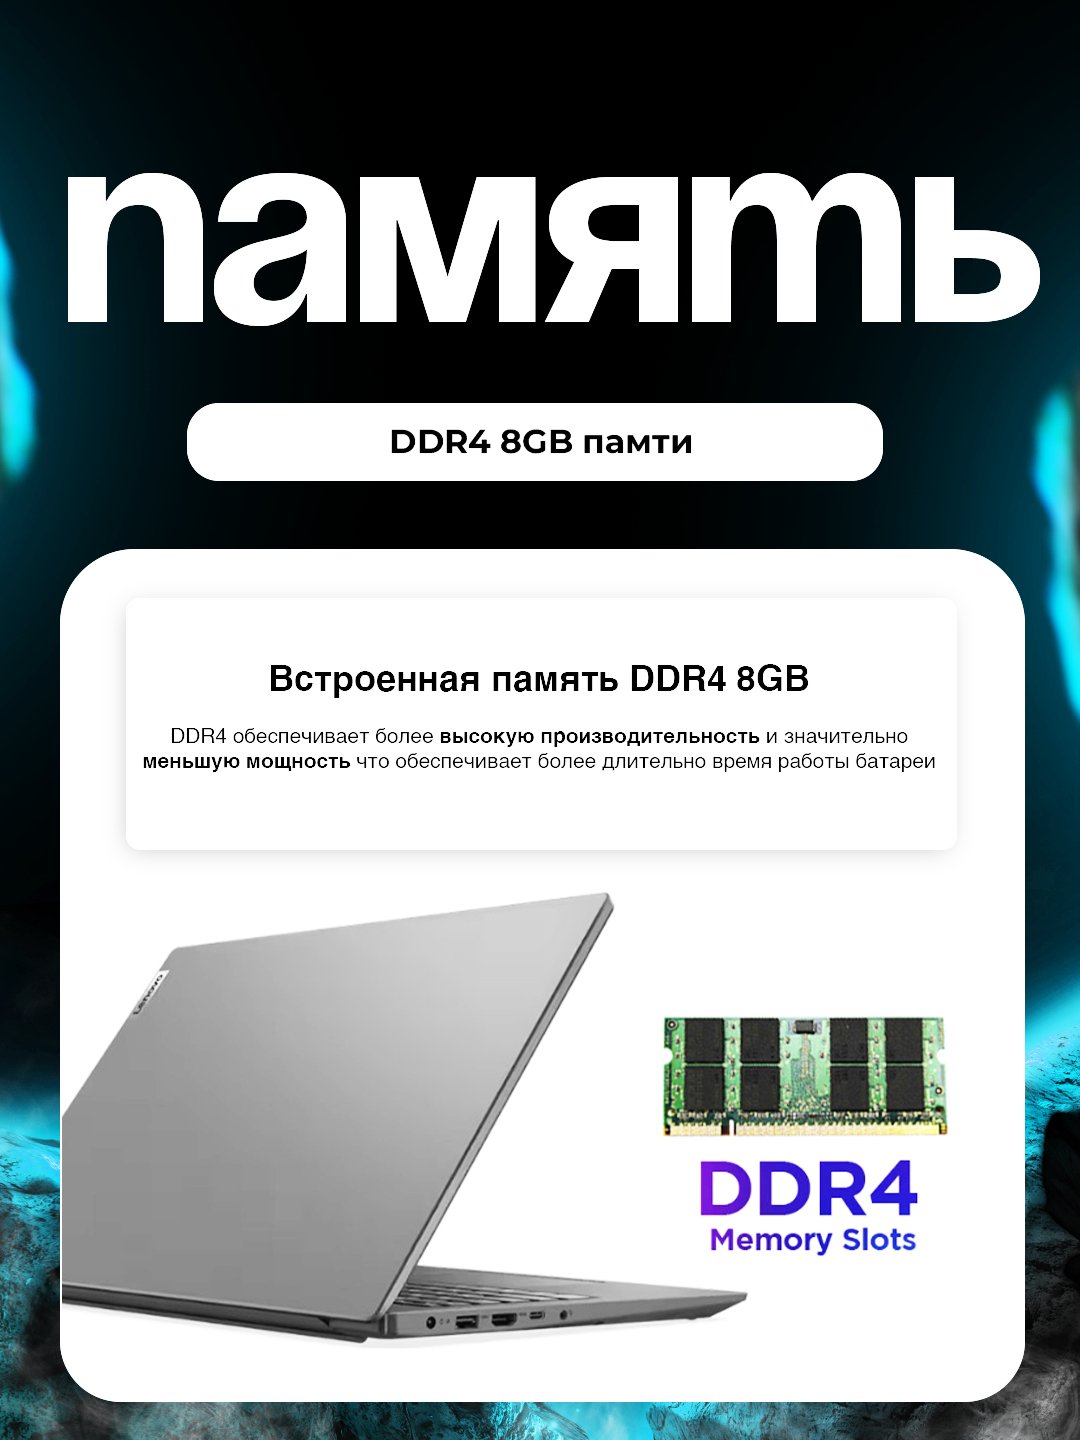 память
DDR4 8GB памти
Встроенная память DDR4 8GB
DDR4 обеспечивает более высокую производительность и значительно
меньшую мощность что обеспечивает более длительно время работы батареи
Lenovo
DDR4
Memory Slots